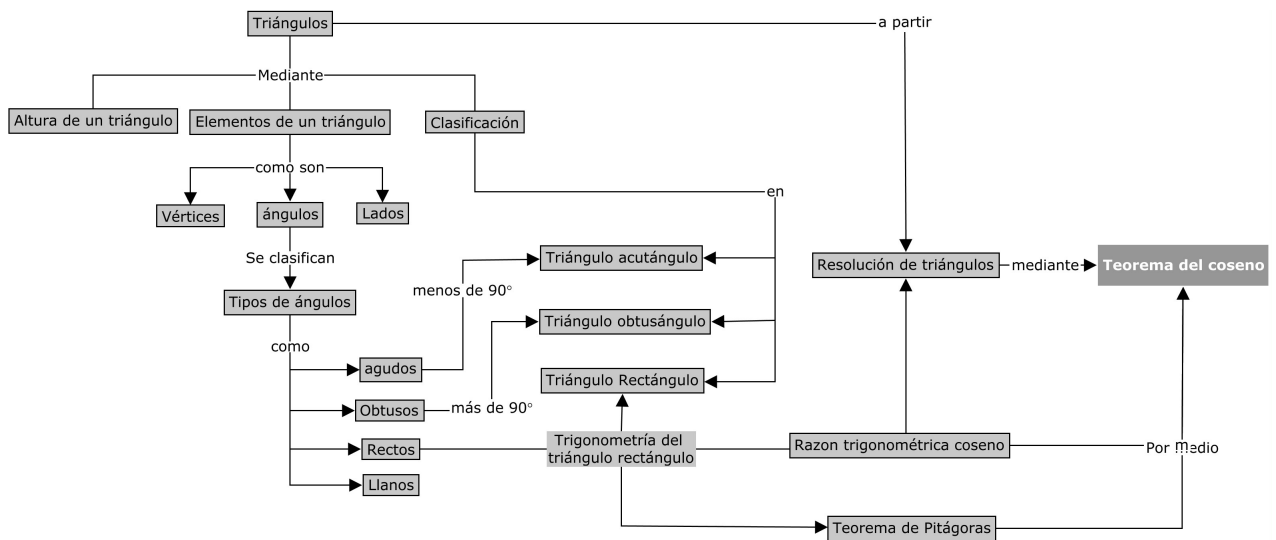 Triángulos
a partir
Mediante
Altura de un triángulo
Elementos de un triángulo
Clasificación
como son
en
Vértices
ángulos
Lados
Se clasifican
Triángulo acutángulo
Resolución de triángulos
mediante
Teorema del coseno
menos de 90°
Tipos de ángulos
Triángulo obtusángulo
como
agudos
Triángulo Rectángulo
Obtusos
más de 90°
Rectos
Trigonometría del
triángulo rectángulo
Razon trigonométrica coseno
Por medio
Llanos
Teorema de Pitágoras